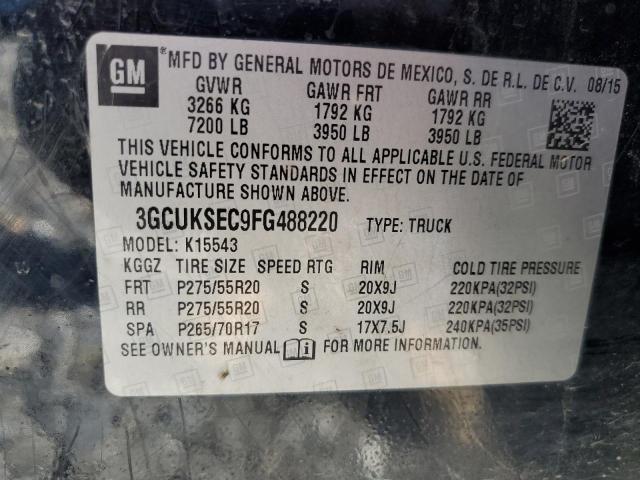 GM ® MFD BY GENERAL MOTORS DE MEXICO, S. DE R.L. DE C.V. 08/15
GVWR GAWR FRT GAWR RR
3266 KG 1792 KG 1792 KG
7200 LB 3950 LB 3950 LB
THIS VEHICLE CONFORMS TO ALL APPLICABLE U.S. FEDERAL MOTOR
VEHICLE SAFETY STANDARDS IN EFFECT ON THE DATE OF
MANUFACTURE SHOWN ABOVE.
3GCUKSEC9FG488220 TYPE: TRUCK
MODEL: K15543
KGGZ TIRE SIZE SPEED RTG RIM COLD TIRE PRESSURE
FRT P275/55R20 S 20X9J 220KPA(32PSI)
RR P275/55R20 S 20X9J 220KPA(32PSI)
SPA P265/70R17 S 17X7.5J 240KPA(35PSI)
SEE OWNER'S MANUAL FOR MORE INFORMATION.